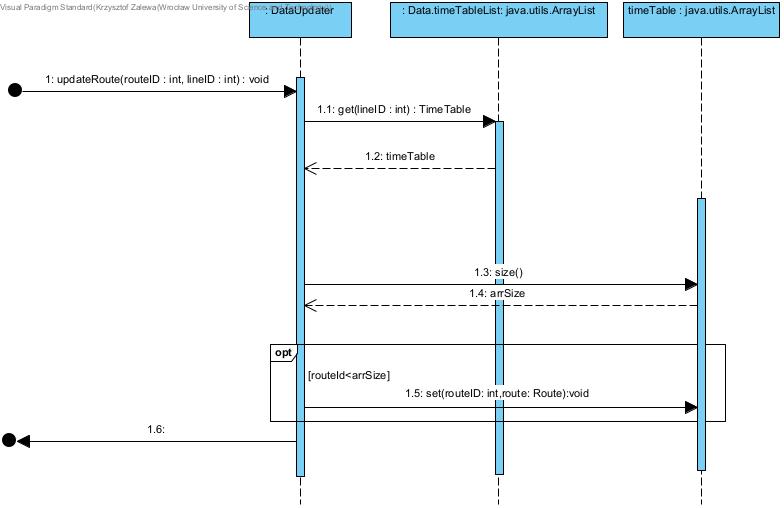 Visual Paradigm Standard(Krzysztof Zalewa(Wrocław University of Science and
: DataUpdater
: Data.timeTableList: java.utils.ArrayList
timeTable : java.utils.ArrayList
1: updateRoute(routeID : int, lineID : int) : void
1.1: get(lineID : int) : TimeTable
1.2: timeTable
1.3: size()
1.4: arrSize
opt
[routeId<arrSize]
1.5: set(routeID: int,route: Route):void
1.6: